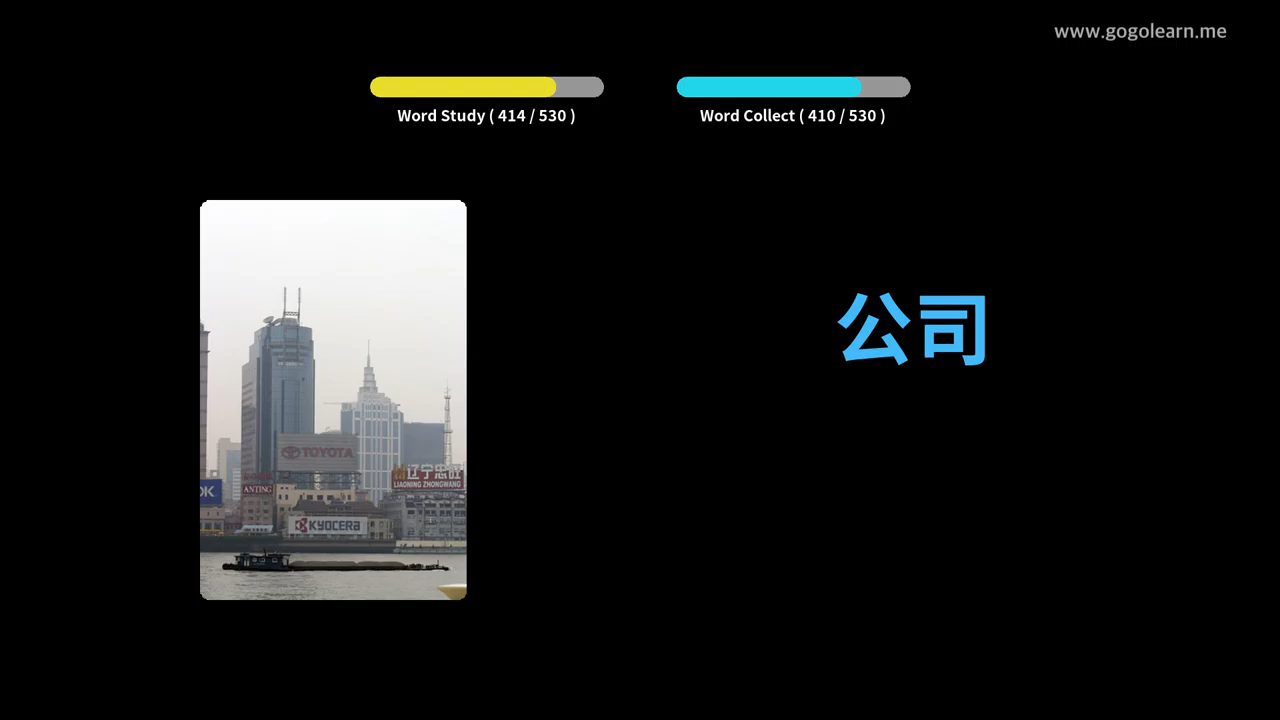 www.gogolearn.me
Word Study ( 414 / 530 )
Word Collect ( 410 / 530 )
公司
TOYOTA
辽宁忠旺
LIAONING ZHONGWANG
OK
ANTING
KYOCERA